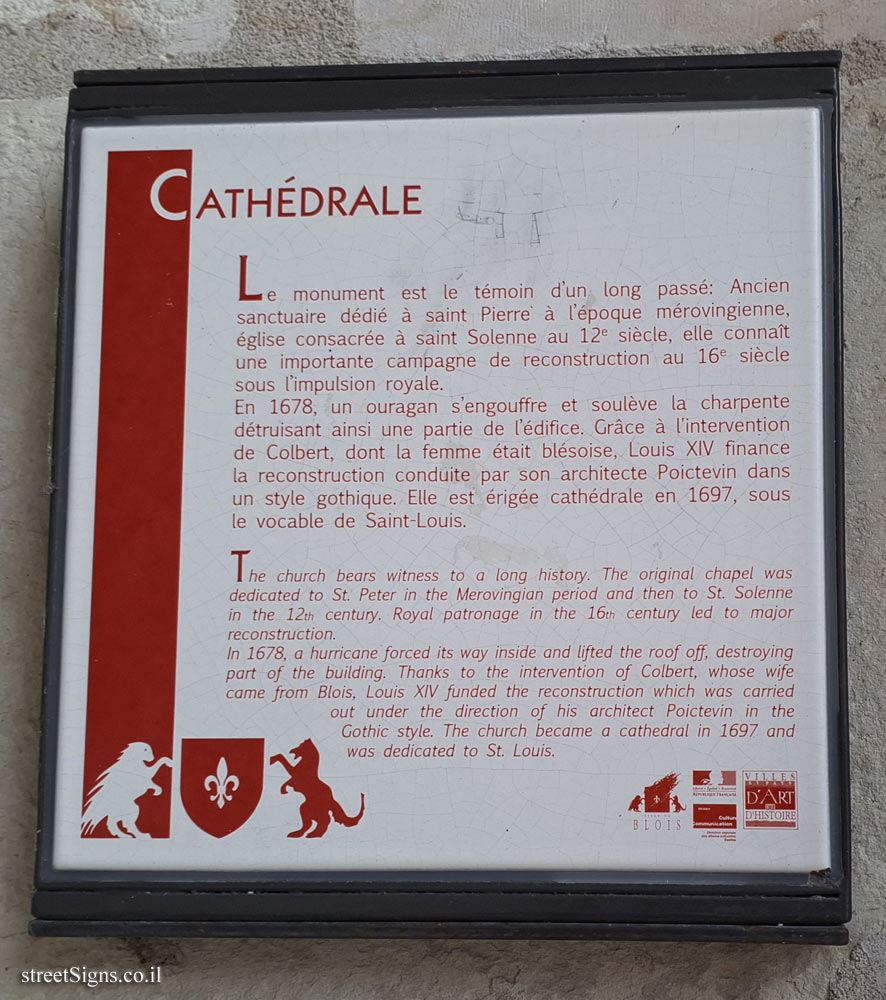 CATHÉDRALE
Le monument est le témoin d'un long passé: Ancien
sanctuaire dédié à saint Pierre à l'époque mérovingienne,
église consacrée à saint Solenne au 12e siècle, elle connaît
une importante campagne de reconstruction au 16e siècle
sous l'impulsion royale.
En 1678, un ouragan s'engouffre et soulève la charpente
détruisant ainsi une partie de l'édifice. Grâce à l'intervention
de Colbert, dont la femme était blésoise, Louis XIV finance
la reconstruction conduite par son architecte Poictevin dans
un style gothique. Elle est érigée cathédrale en 1697, sous
le vocable de Saint-Louis.
The church bears witness to a long history. The original chapel was
dedicated to St. Peter in the Merovingian period and then to St. Solenne
in the 12th century. Royal patronage in the 16th century led to major
reconstruction.
In 1678, a hurricane forced its way inside and lifted the roof off, destroying
part of the building. Thanks to the intervention of Colbert, whose wife
came from Blois, Louis XIV funded the reconstruction which was carried
out under the direction of his architect Poictevin in the
Gothic style. The church became a cathedral in 1697 and
was dedicated to St. Louis.
BLOIS
RÉPUBLIQUE FRANÇAISE
Culture
Communication
VILLES
D'ART
D'HISTOIRE
streetSigns.co.il